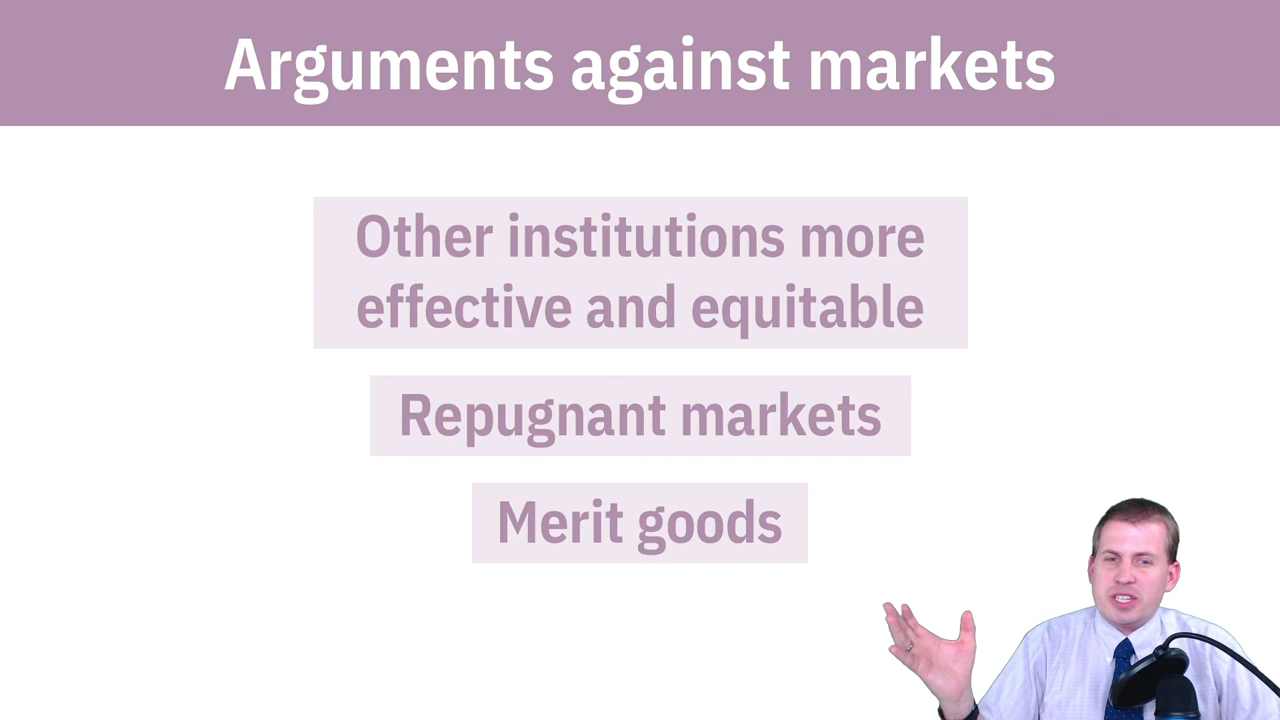 Arguments against markets
Other institutions more
effective and equitable
Repugnant markets
Merit goods